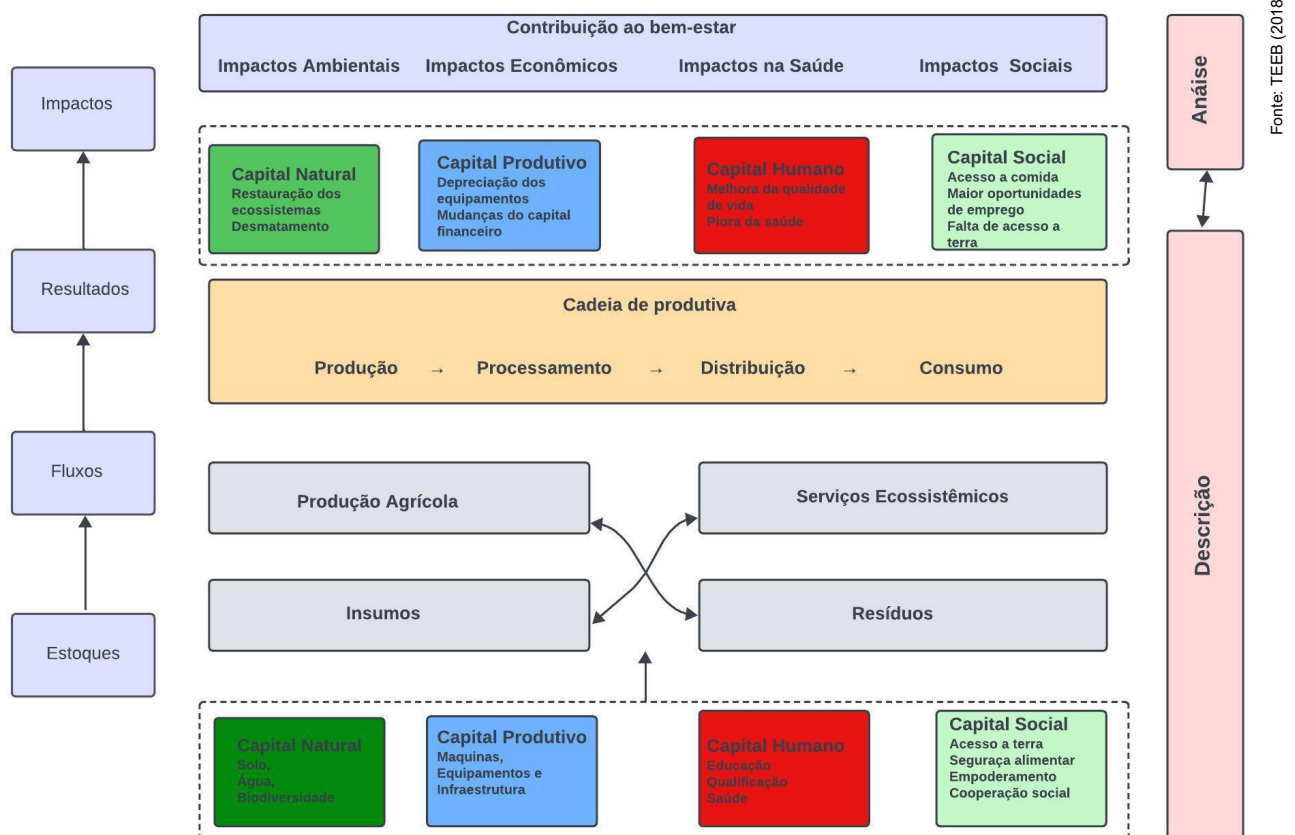 Contribuição ao bem-estar
Impactos Ambientais Impactos Econômicos Impactos na Saúde Impactos Sociais
Impactos
Capital Natural
Restauração dos
ecossistemas
Desmatamento
Capital Produtivo
Depreciação dos
equipamentos
Mudanças do capital
financeiro
Capital Humano
Melhora da qualidade
de vida
Piora da saúde
Capital Social
Acesso a comida
Maior oportunidades
de emprego
Falta de acesso a
terra
Resultados
Cadeia de produtiva
Produção → Processamento → Distribuição → Consumo
Fluxos
Produção Agrícola
Serviços Ecossistêmicos
Insumos
Resíduos
Estoques
Capital Natural
Solo,
Água,
Biodiversidade
Capital Produtivo
Maquinas,
Equipamentos e
Infraestrutura
Capital Humano
Educação
Qualificação
Saúde
Capital Social
Acesso a terra
Seguraça alimentar
Empoderamento
Cooperação social
Anáise
Descrição
Fonte: TEEB (2018